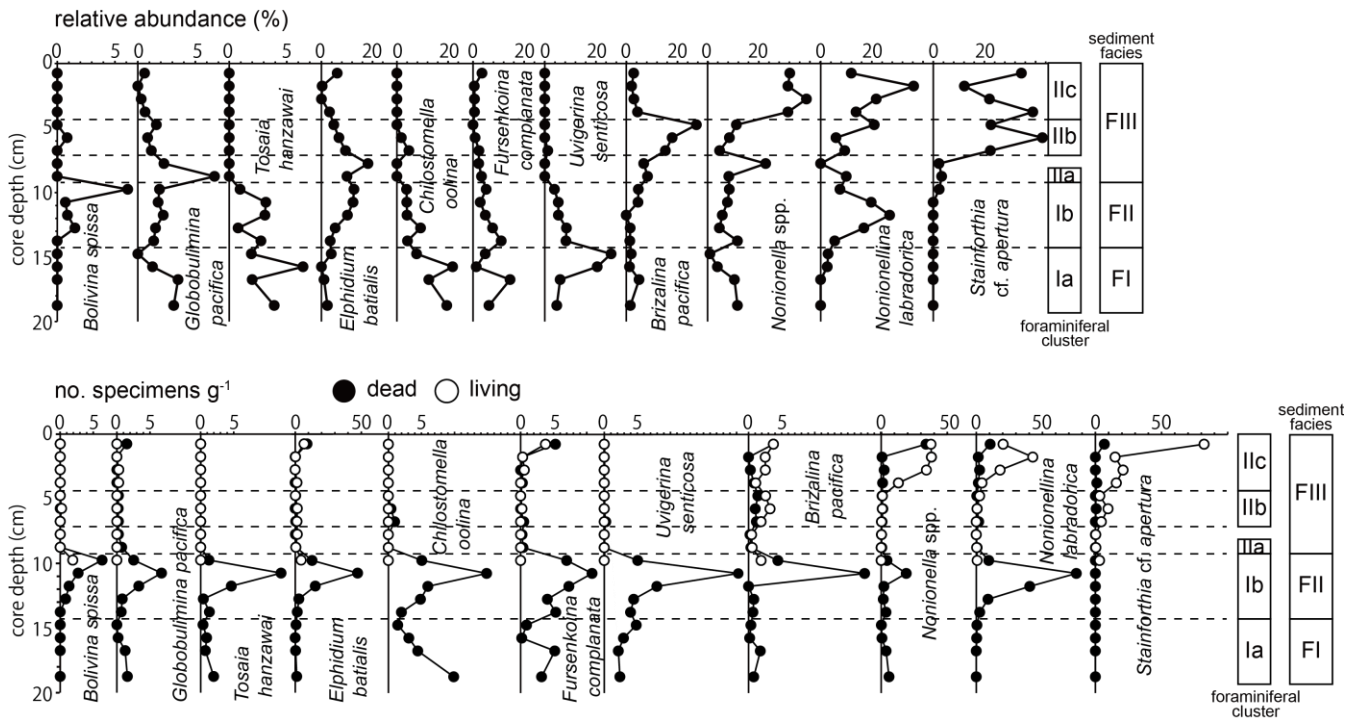 relative abundance (%)
0 5 0 5 0 5 0 20 0 20 0 20 0 20 0 20 0 20 0 20 0 20
sediment
facies
core depth (cm)
0
5
10
15
20
Bolivina spissa
Globobulmina
pacifica
Tosaia
hanzawai
Elphidium
batialis
Chilostomella
oolina
Fursenkoina
complanata
Uvigerina
senticosa
Brizalina
pacifica
Nonionella spp.
Nonionellina
labradorica
Stainforthia
cf. apertura
IIc
IIb
IIa
Ib
Ia
FIII
FII
FI
foraminiferal
cluster
no. specimens g-1
dead
living
0 5 0 5 0 5 0 50 0 5 0 5 0 5 0 5 0 50 0 50 0 50
sediment
facies
core depth (cm)
0
5
10
15
20
Bolivina spissa
Globobulmina pacifica
Tosaia
hanzawai
Elphidium
batialis
Chilostomella
oolina
Fursenkoina
complanata
Uvigerina
senticosa
Brizalina
pacifica
Nonionella spp.
Nonionellina
labradorica
Stainforthia cf apertura
IIc
IIb
IIa
Ib
Ia
FIII
FII
FI
foraminiferal
cluster